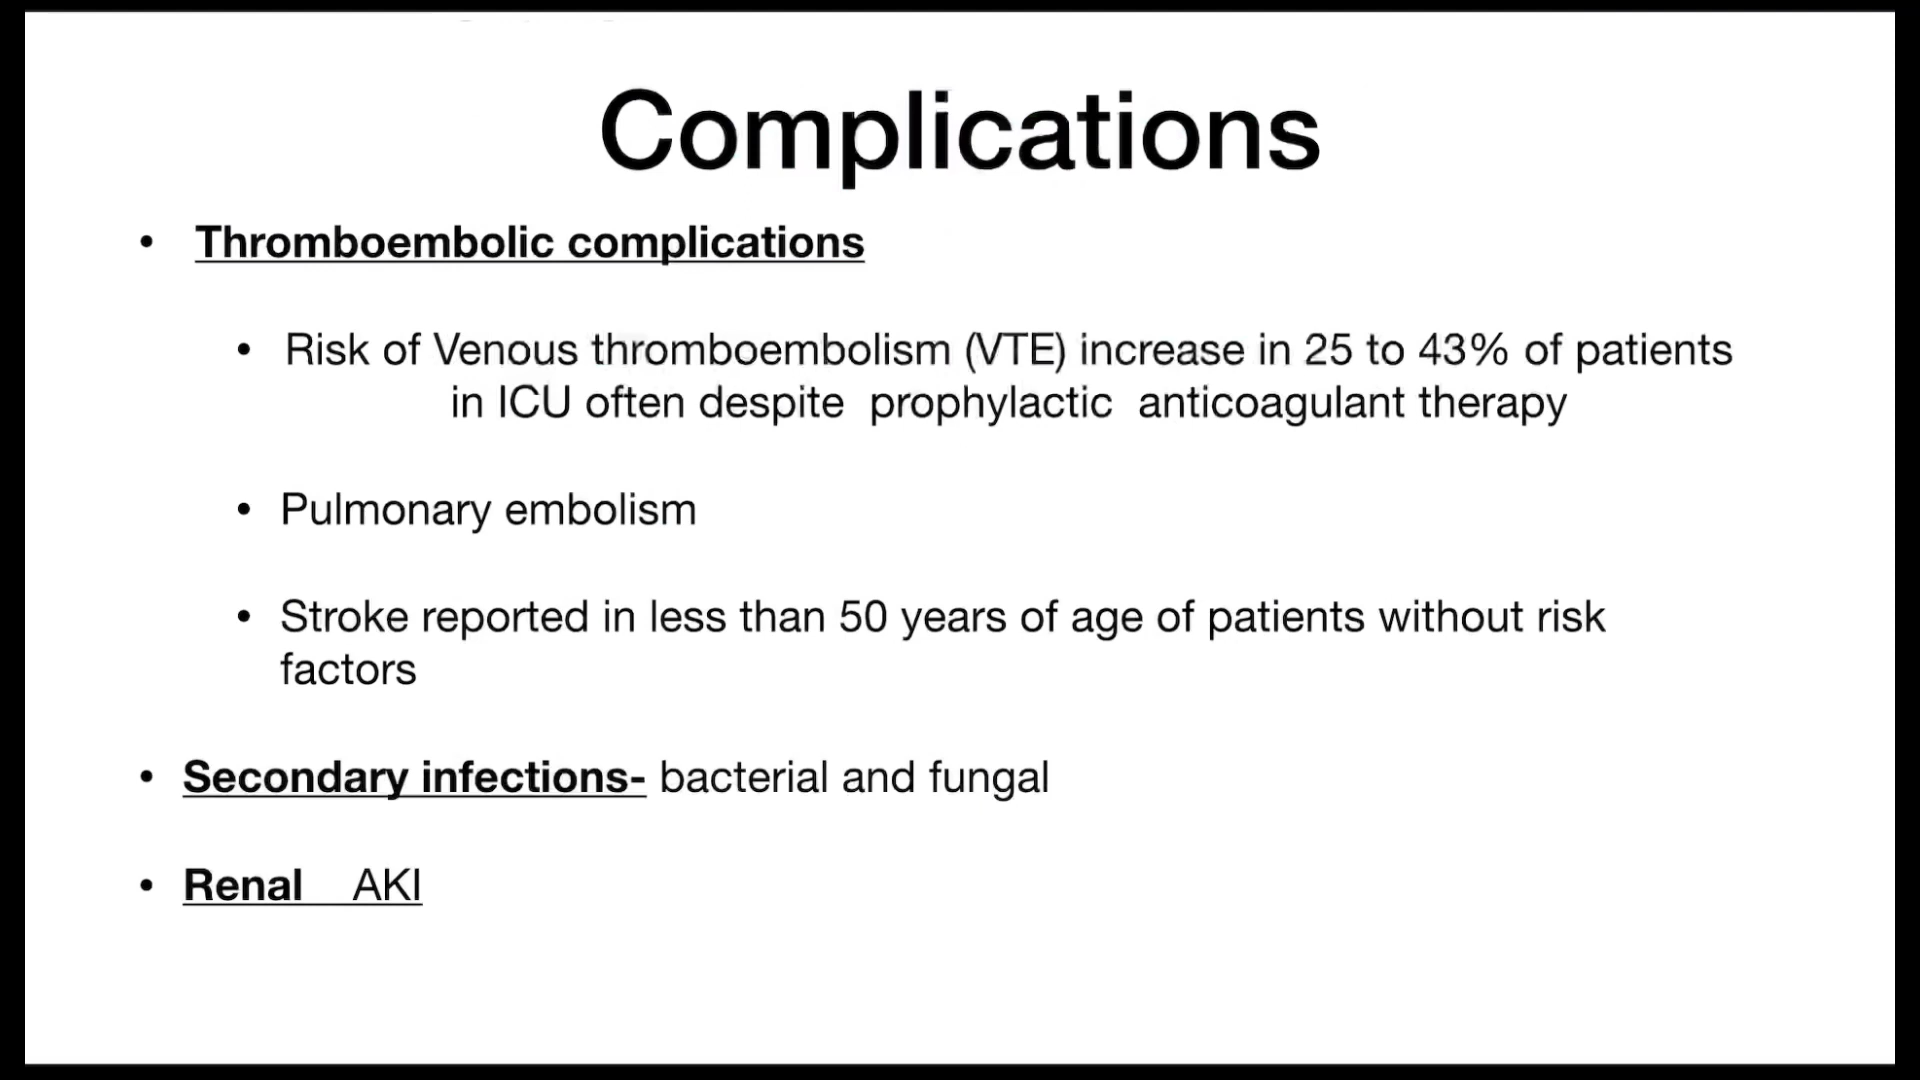 Complications
• Thromboembolic complications
• Risk of Venous thromboembolism (VTE) increase in 25 to 43% of patients
in ICU often despite prophylactic anticoagulant therapy
• Pulmonary embolism
• Stroke reported in less than 50 years of age of patients without risk
factors
• Secondary infections- bacterial and fungal
• Renal AKI